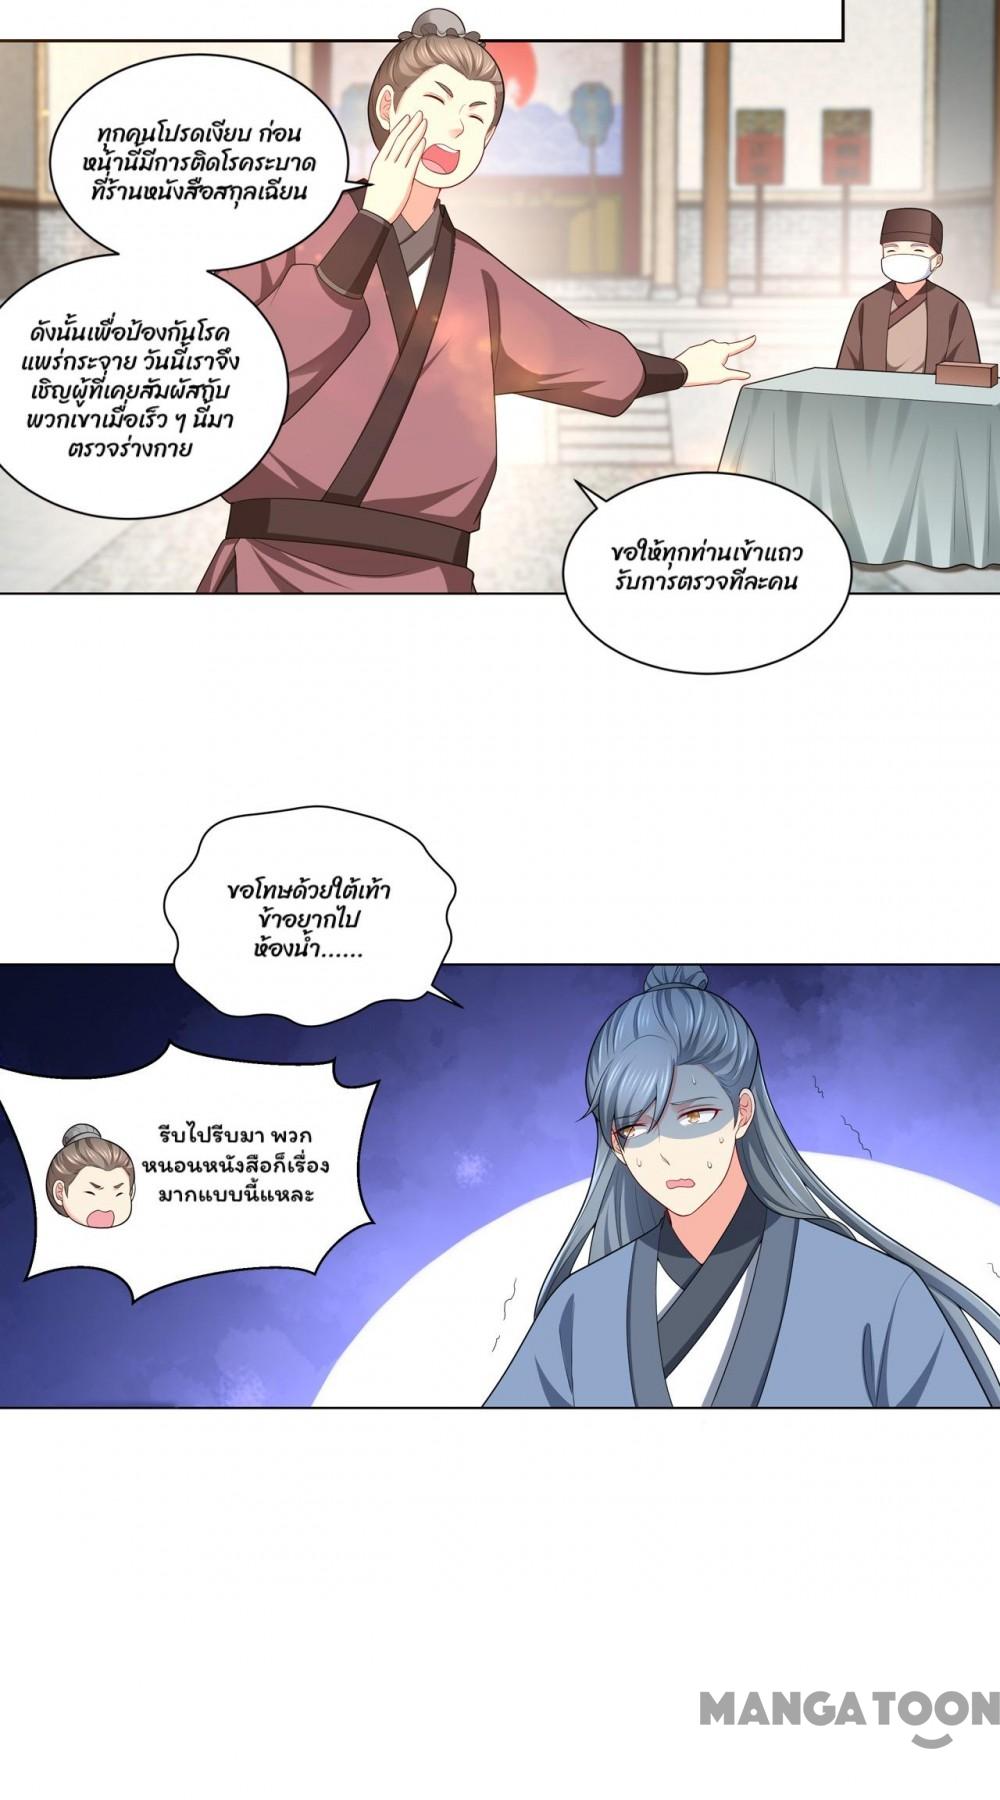 ทุกคนโปรดเงียบ ก่อน
หน้านี้มีการติดโรคระบาด
ที่ร้านหนังสือสกุลเฉียน
ดังนั้นเพื่อป้องกันโรค
แพร่กระจาย วันนี้เราจึง
เชิญผู้ที่เคยสัมผัสกับ
พวกเขาเมื่อเร็ว ๆ นี้มา
ตรวจร่างกาย
ขอให้ทุกท่านเข้าแถว
รับการตรวจทีละคน
ขอโทษด้วยใต้เท้า
ข้าอยากไป
ห้องน้ำ......
รีบไปรีบมา พวก
หนอนหนังสือก็เรื่อง
มากแบบนี้แหละ
MANGATOON